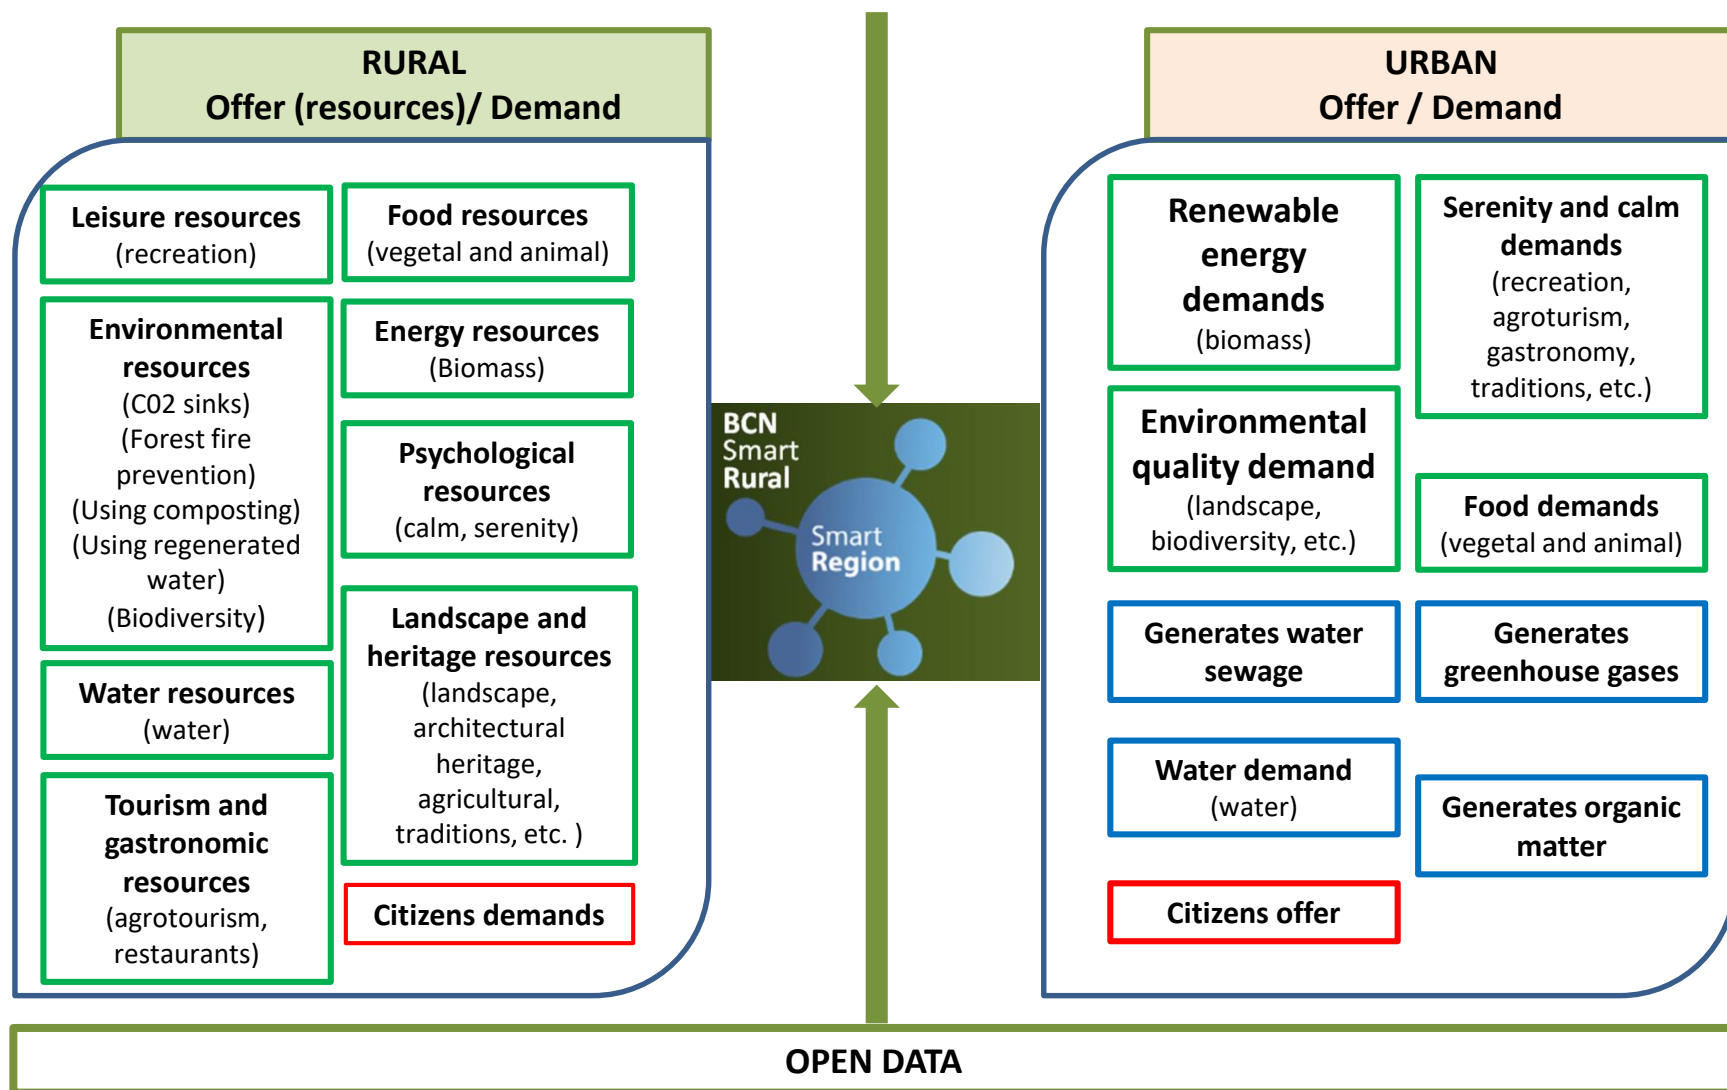 RURAL
Offer (resources)/ Demand
Leisure resources
(recreation)
Environmental
resources
(C02 sinks)
(Forest fire
prevention)
(Using composting)
(Using regenerated
water)
(Biodiversity)
Water resources
(water)
Tourism and
gastronomic
resources
(agrotourism,
restaurants)
Food resources
(vegetal and animal)
Energy resources
(Biomass)
Psychological
resources
(calm, serenity)
Landscape and
heritage resources
(landscape,
architectural
heritage,
agricultural,
traditions, etc. )
Citizens demands
BCN
Smart
Rural
Smart
Region
URBAN
Offer / Demand
Renewable
energy
demands
(biomass)
Environmental
quality demand
(landscape,
biodiversity, etc.)
Generates water
sewage
Water demand
(water)
Citizens offer
Serenity and calm
demands
(recreation,
agroturism,
gastronomy,
traditions, etc.)
Food demands
(vegetal and animal)
Generates
greenhouse gases
Generates organic
matter
OPEN DATA